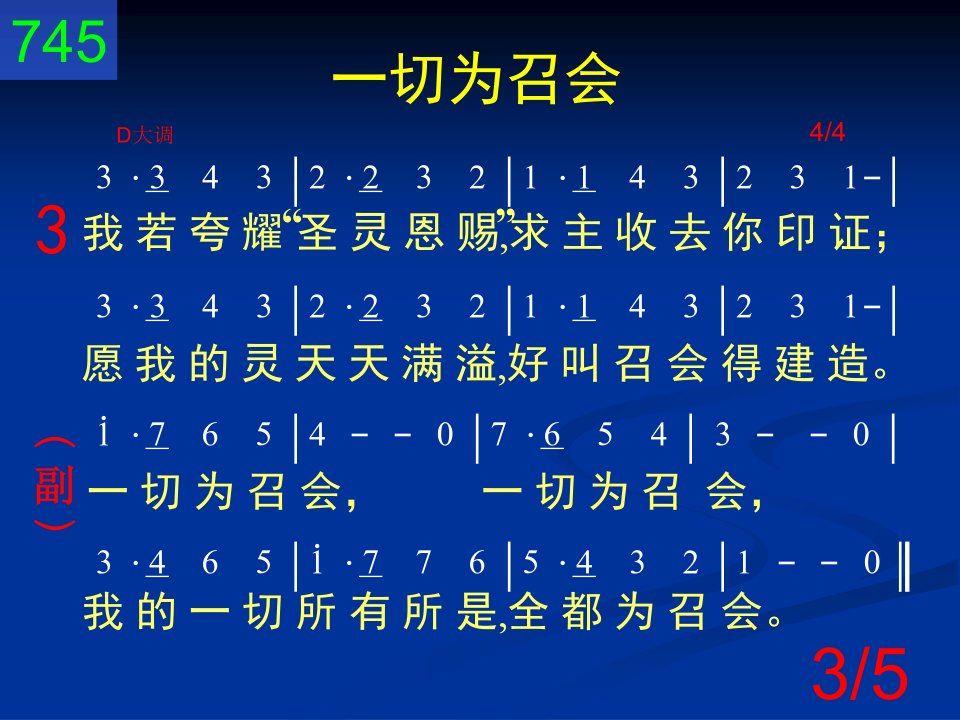 745
一切为召会
D大调 4/4
3 · 3 4 3 | 2 · 2 3 2 | 1 · 1 4 3 | 2 3 1 - |
3 我若夸耀“圣灵恩赐”,求主收去你印证；
3 · 3 4 3 | 2 · 2 3 2 | 1 · 1 4 3 | 2 3 1 - |
愿我的灵天天满溢,好叫召会得建造。
i · 7 6 5 | 4 - - 0 | 7 · 6 5 4 | 3 - - 0 |
（副） 一切为召会， 一切为召会，
3 · 4 6 5 | i · 7 7 6 | 5 · 4 3 2 | 1 - - 0 ‖
我的一切所有所是,全都为召会。
3/5